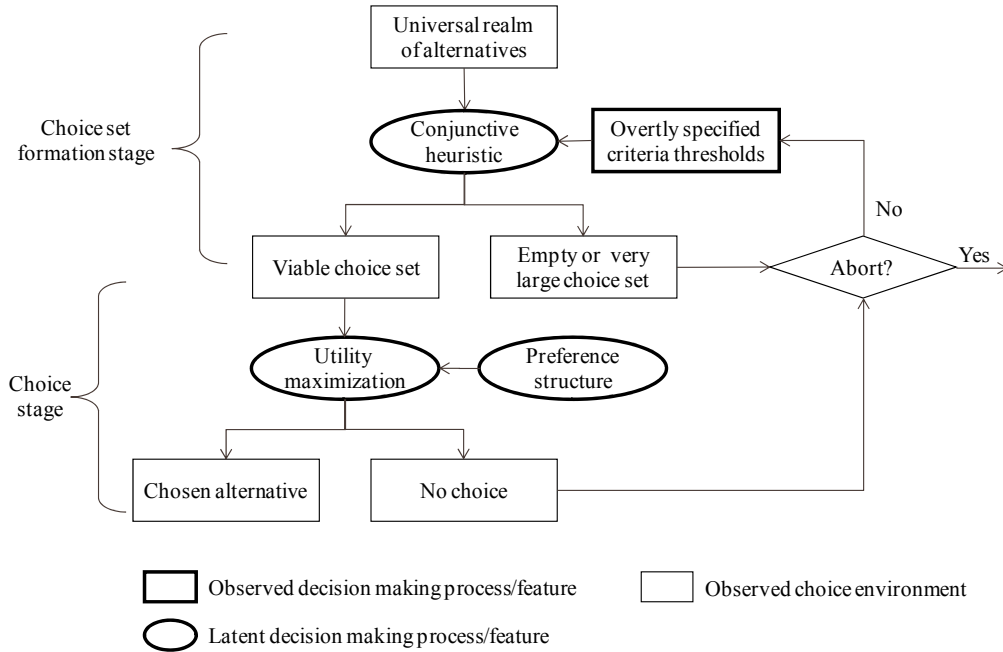 Universal realm
of alternatives
Choice set
formation stage
Conjunctive
heuristic
Overtly specified
criteria thresholds
No
Viable choice set
Empty or very
large choice set
Abort?
Yes
Choice
stage
Utility
maximization
Preference
structure
Chosen alternative
No choice
Observed decision making process/feature
Observed choice environment
Latent decision making process/feature